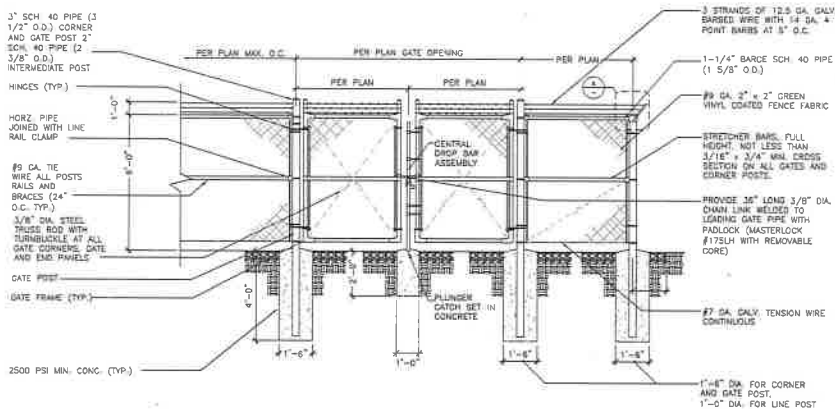 3" SCH 40 PIPE (3
1/2" O.D.) CORNER
AND GATE POST 2"
SCH. 40 PIPE (2
3/8" O.D.)
INTERMEDIATE POST
HINGES (TYP.)
HORZ. PIPE
JOINED WITH LINE
RAIL CLAMP
#9 GA. TIE
WIRE ALL POSTS
RAILS AND
BRACES (24"
O.C. TYP.)
3/8" DIA. STEEL
TRUSS ROD WITH
TURNBUCKLE AT ALL
GATE CORNERS, GATE
AND END PANELS
GATE POST
GATE FRAME (TYP.)
2500 PSI MIN. CONC. (TYP.)
PER PLAN MAX. O.C.
PER PLAN GATE OPENING
PER PLAN
PER PLAN
PER PLAN
A
1'-0"
CENTRAL
DROP BAR
ASSEMBLY
PLUNGER
CATCH SET IN
CONCRETE
4'-0"
1'-6"
1'-0"
1'-6"
1'-6"
3 STRANDS OF 12.5 GA. GALV
BARBED WIRE WITH 14 GA. 4
POINT BARBS AT 5" O.C.
1-1/4" BARCE SCH. 40 PIPE
(1 5/8" O.D.)
#9 GA. 2" x 2" GREEN
VINYL COATED FENCE FABRIC
STRETCHER BARS, FULL
HEIGHT, NOT LESS THAN
3/16" x 3/4" MIN. CROSS
SECTION ON ALL GATES AND
CORNER POSTS.
PROVIDE 36" LONG 3/8" DIA.
CHAIN LINK WELDED TO
LEADING GATE PIPE WITH
PADLOCK (MASTERLOCK
#175LH WITH REMOVABLE
CORE)
#7 GA. GALV. TENSION WIRE
CONTINUOUS
1'-6" DIA. FOR CORNER
AND GATE POST,
1'-0" DIA. FOR LINE POST